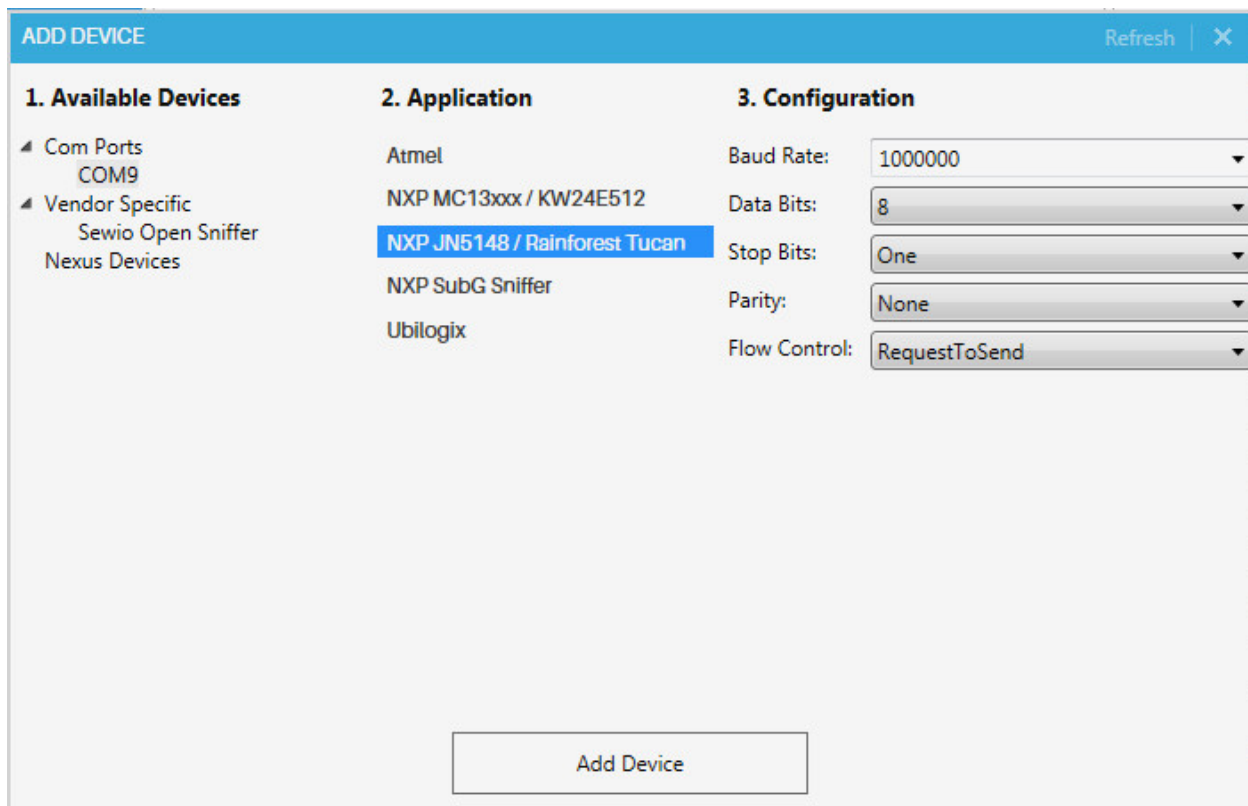 ADD DEVICE
Refresh
1. Available Devices
Com Ports
COM9
Vendor Specific
Sewio Open Sniffer
Nexus Devices
2. Application
Atmel
NXP MC13xxx / KW24E512
NXP JN5148 / Rainforest Tucan
NXP SubG Sniffer
Ubilogix
3. Configuration
Baud Rate: 1000000
Data Bits: 8
Stop Bits: One
Parity: None
Flow Control: RequestToSend
Add Device